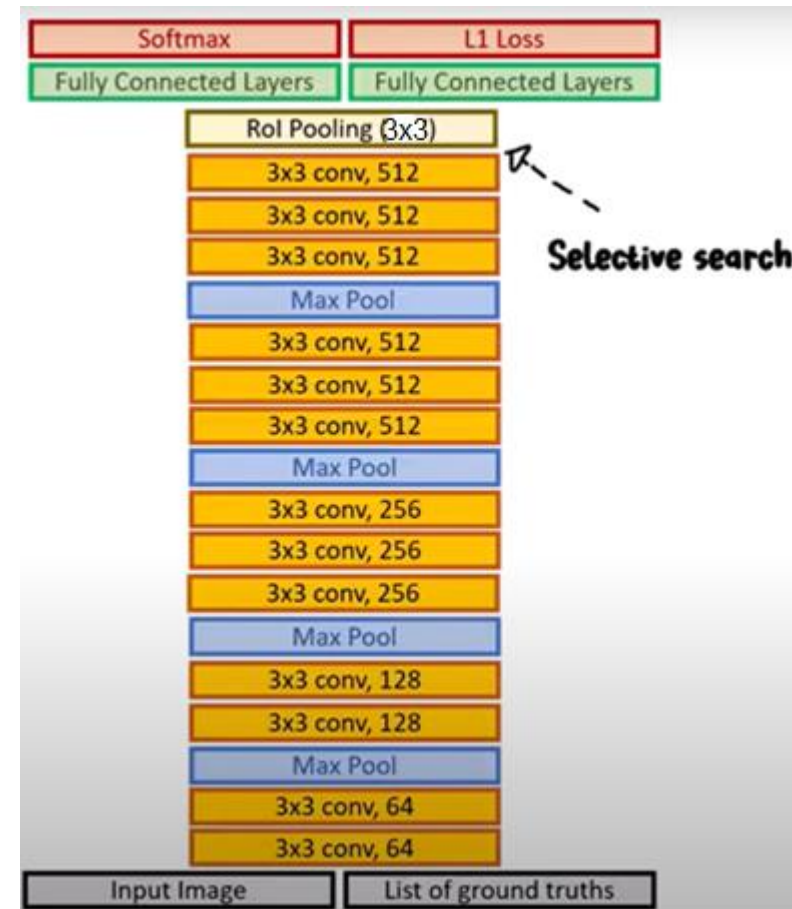 Softmax L1 Loss
Fully Connected Layers Fully Connected Layers
RoI Pooling (3x3)
3x3 conv, 512
3x3 conv, 512
3x3 conv, 512
Selective search
Max Pool
3x3 conv, 512
3x3 conv, 512
3x3 conv, 512
Max Pool
3x3 conv, 256
3x3 conv, 256
3x3 conv, 256
Max Pool
3x3 conv, 128
3x3 conv, 128
Max Pool
3x3 conv, 64
3x3 conv, 64
Input Image List of ground truths